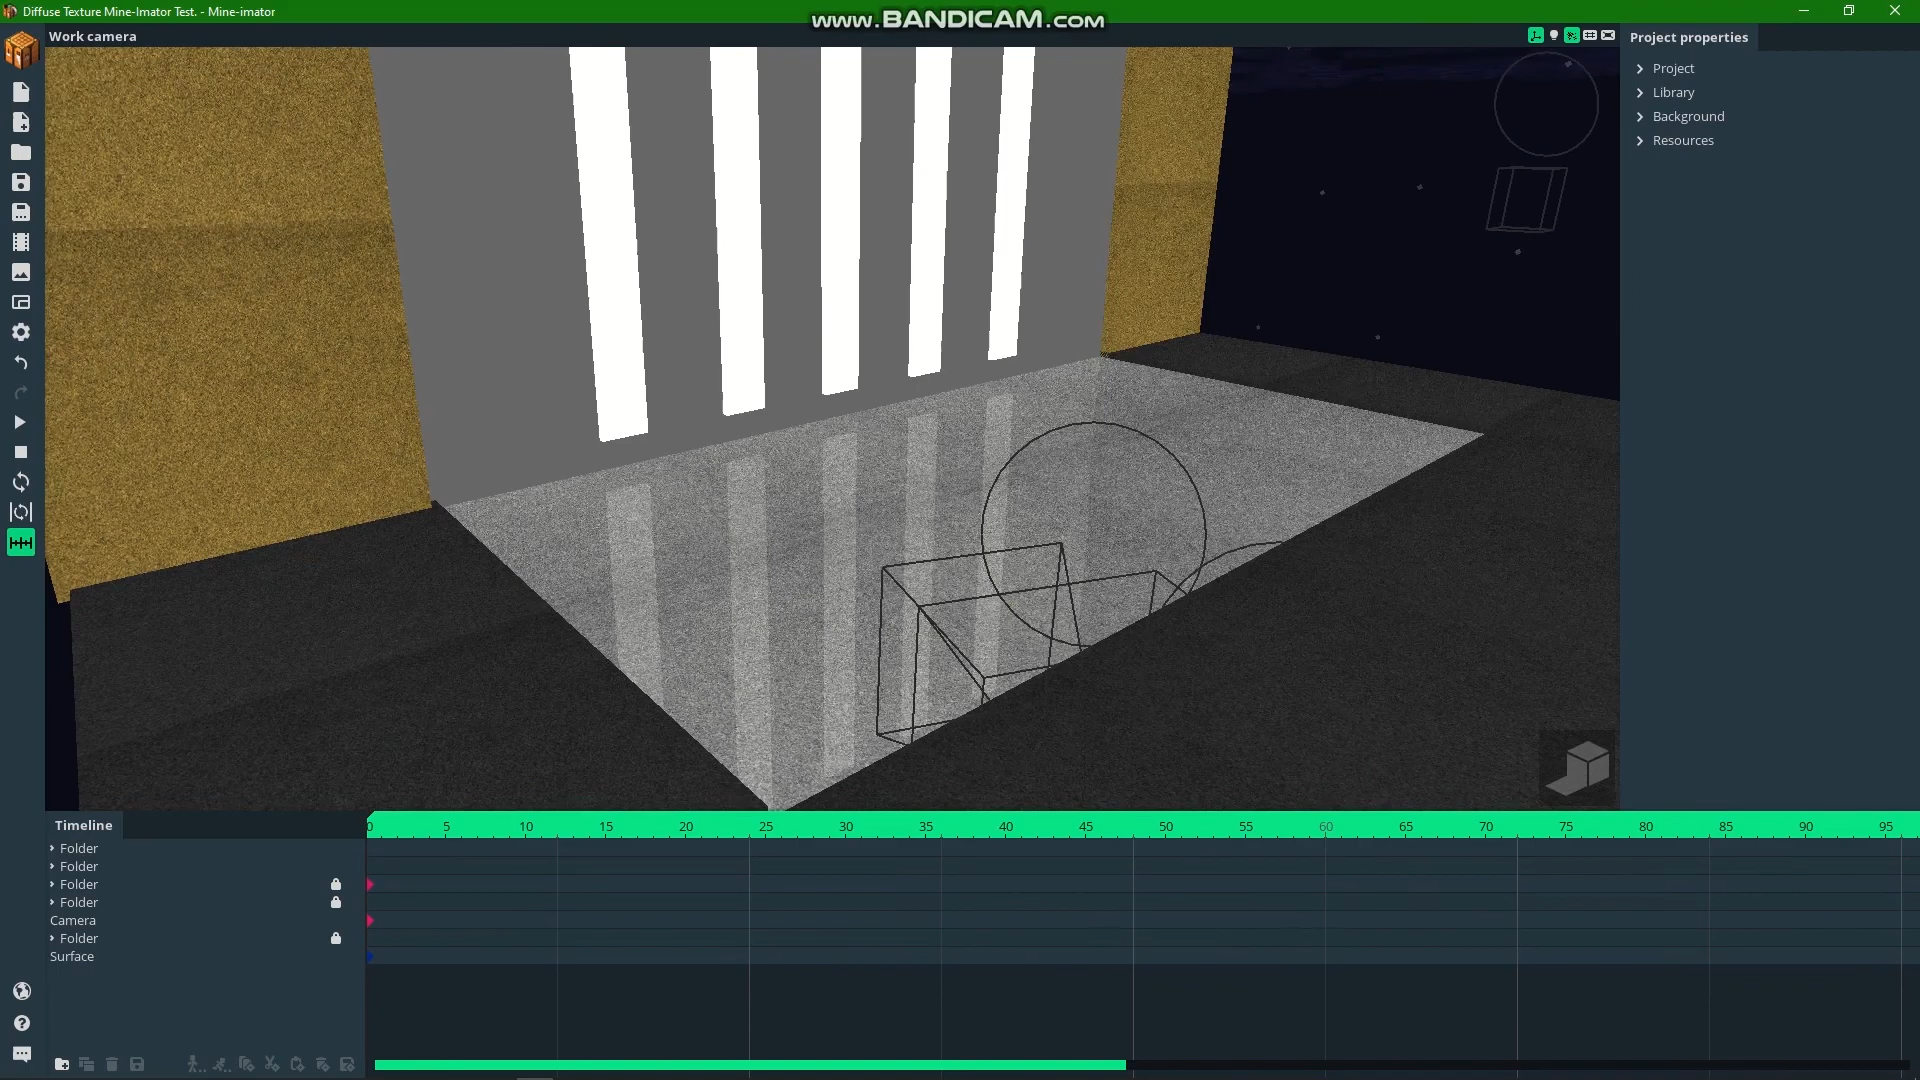 Diffuse Texture Mine-Imator Test. - Mine-imator
www.BANDICAM.com
Work camera
Project properties
Project
Library
Background
Resources
Timeline
0 5 10 15 20 25 30 35 40 45 50 55 60 65 70 75 80 85 90 95
Folder
Folder
Folder
Folder
Camera
Folder
Surface